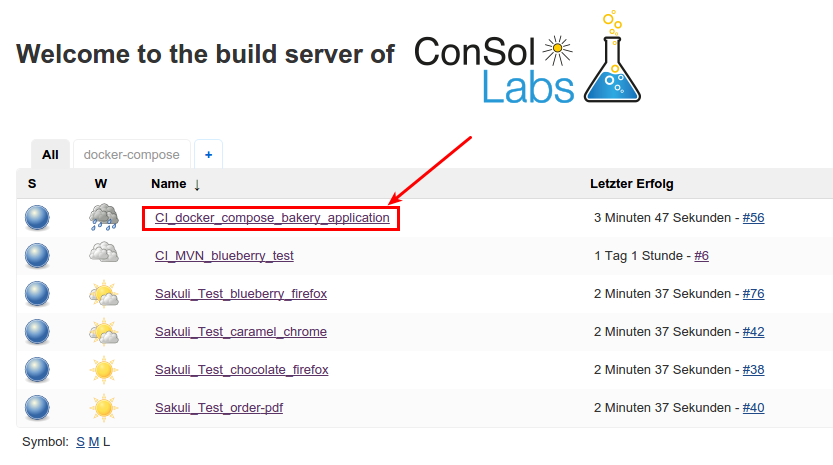 Welcome to the build server of
ConSol
Labs
All docker-compose +
S W Name ↓ Letzter Erfolg
CI_docker_compose_bakery_application 3 Minuten 47 Sekunden - #56
CI_MVN_blueberry_test 1 Tag 1 Stunde - #6
Sakuli_Test_blueberry_firefox 2 Minuten 37 Sekunden - #76
Sakuli_Test_caramel_chrome 2 Minuten 37 Sekunden - #42
Sakuli_Test_chocolate_firefox 2 Minuten 37 Sekunden - #38
Sakuli_Test_order-pdf 2 Minuten 37 Sekunden - #40
Symbol: S M L